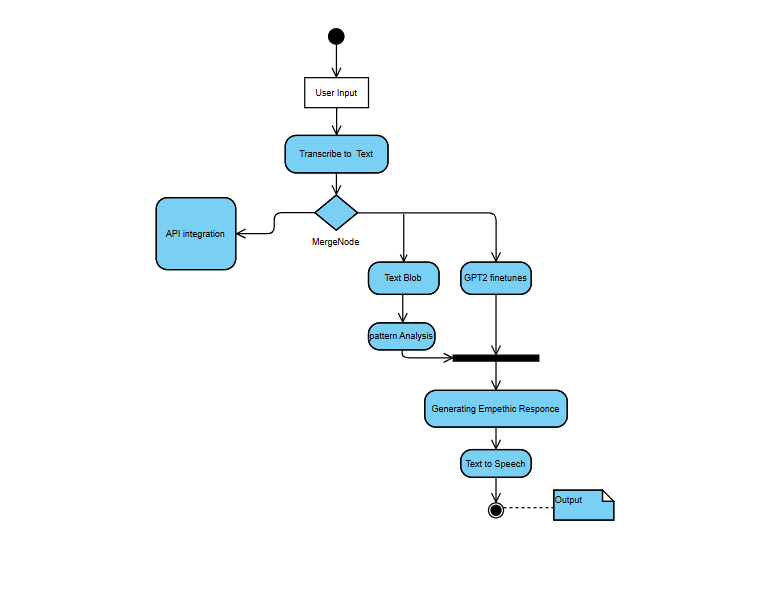 User Input
Transcribe to  Text
API integration
MergeNode
Text Blob
GPT2 finetunes
pattern Analysis
Generating Empethic Responce
Text to Speech
Output